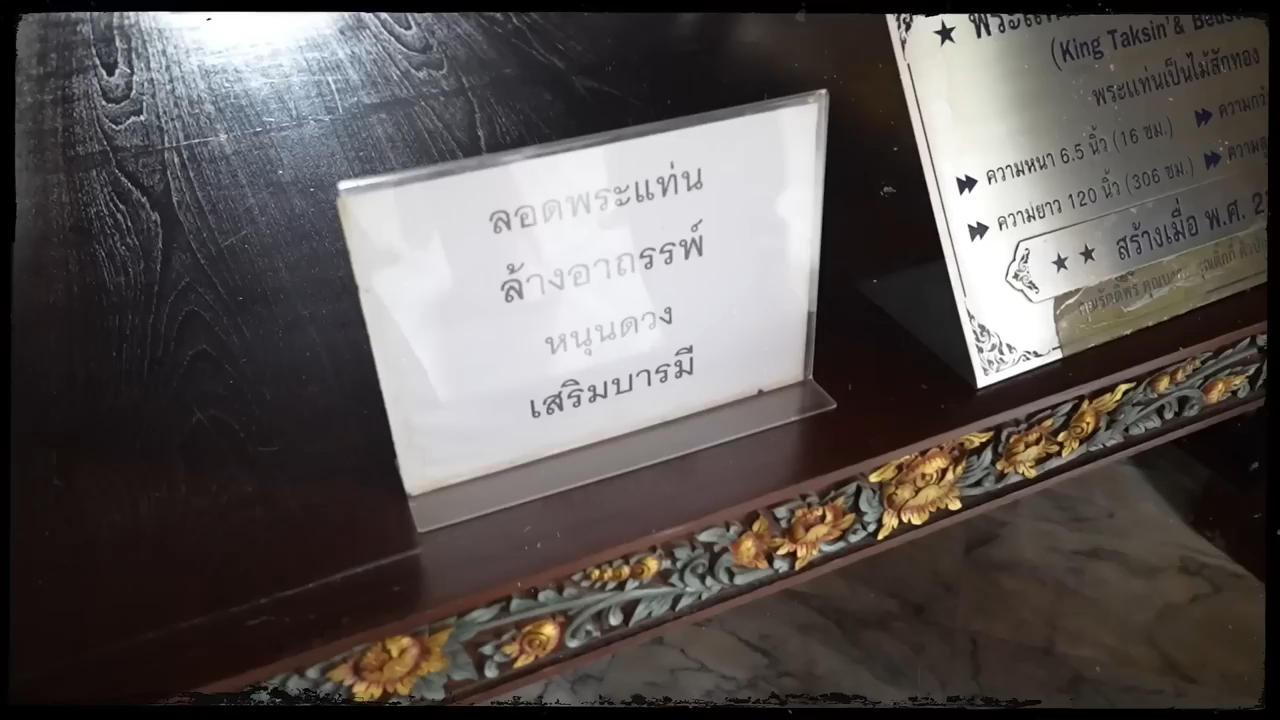 ลอดพระแท่น
ล้างอาถรรพ์
หนุนดวง
เสริมบารมี
(King Taksin'&
พระแท่นเป็นไม้สักทอง
ความหนา 6.5 นิ้ว (16 ซม.)
ความยาว 120 นิ้ว (306 ซม.)
สร้างเมื่อ พ.ศ.